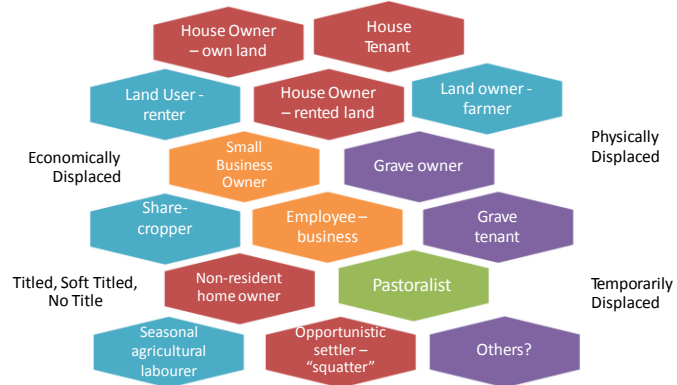 House Owner
– own land
House
Tenant
Land User -
renter
House Owner
– rented land
Land owner
- farmer
Physically
Displaced
Economically
Displaced
Small
Business
Owner
Grave owner
Share-
cropper
Employee –
business
Grave
tenant
Titled, Soft Titled,
No Title
Non-resident
home owner
Pastoralist
Temporarily
Displaced
Seasonal
agricultural
labourer
Opportunistic
settler –
“squatter”
Others?